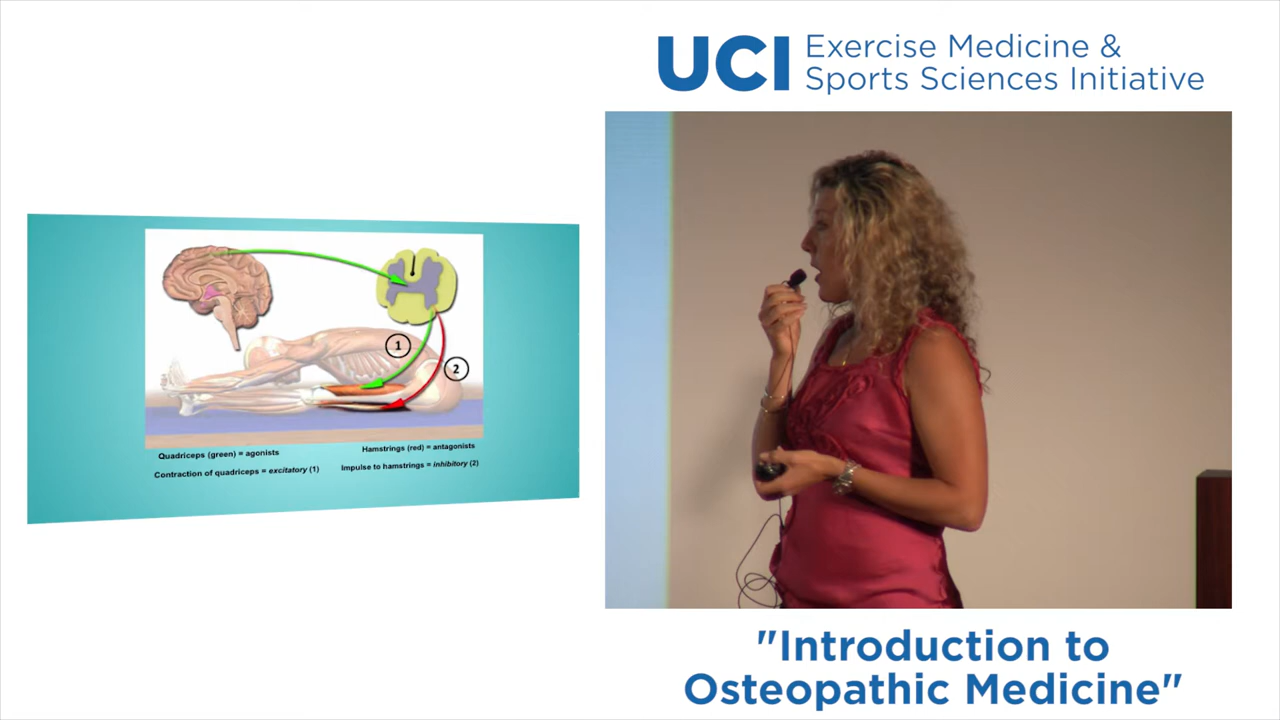 UCI Exercise Medicine &
Sports Sciences Initiative
1
2
Quadriceps (green) = agonists
Hamstrings (red) = antagonists
Contraction of quadriceps = excitatory (1)
Impulse to hamstrings = inhibitory (2)
"Introduction to
Osteopathic Medicine"